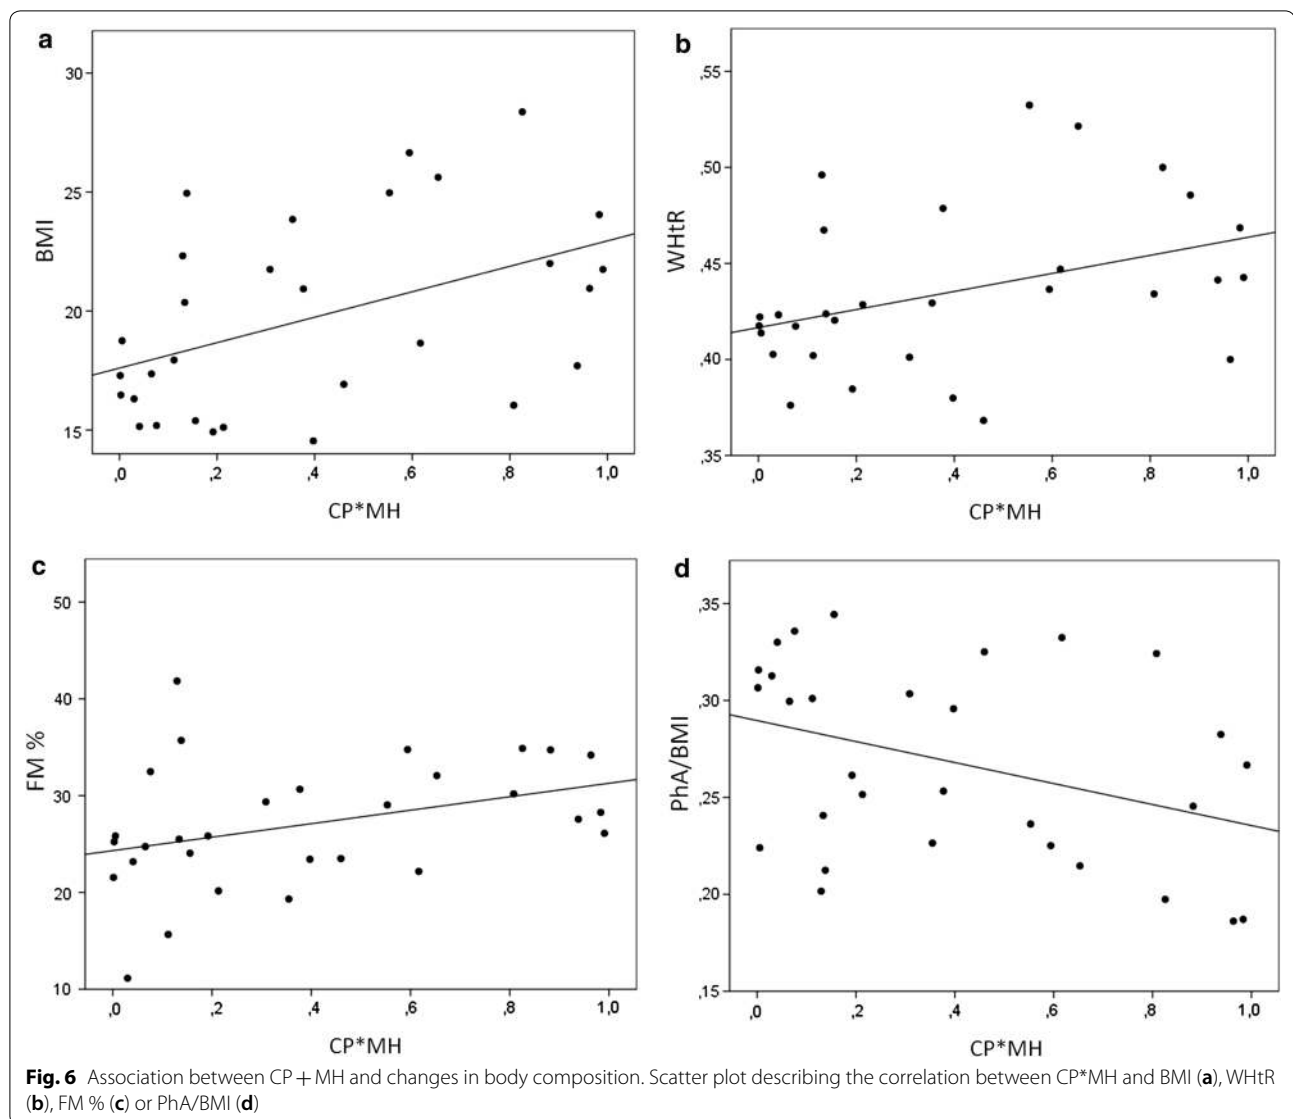 a
30
25
20
15
BMI
,0 ,2 ,4 ,6 ,8 1,0
CP*MH
b
,55
,50
,45
,40
,35
WHtR
,0 ,2 ,4 ,6 ,8 1,0
CP*MH
c
50
40
30
20
10
FM %
,0 ,2 ,4 ,6 ,8 1,0
CP*MH
d
,35
,30
,25
,20
,15
PhA/BMI
,0 ,2 ,4 ,6 ,8 1,0
CP*MH
Fig. 6 Association between CP + MH and changes in body composition. Scatter plot describing the correlation between CP*MH and BMI (a), WHtR
(b), FM % (c) or PhA/BMI (d)